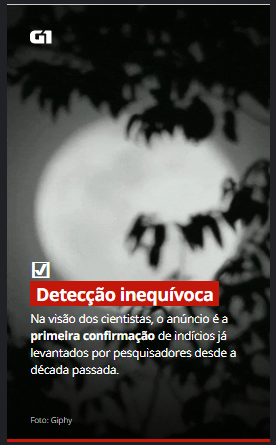 G1
Detecção inequívoca
Na visão dos cientistas, o anúncio é a
primeira confirmação de indícios já
levantados por pesquisadores desde a
década passada.
Foto: Giphy